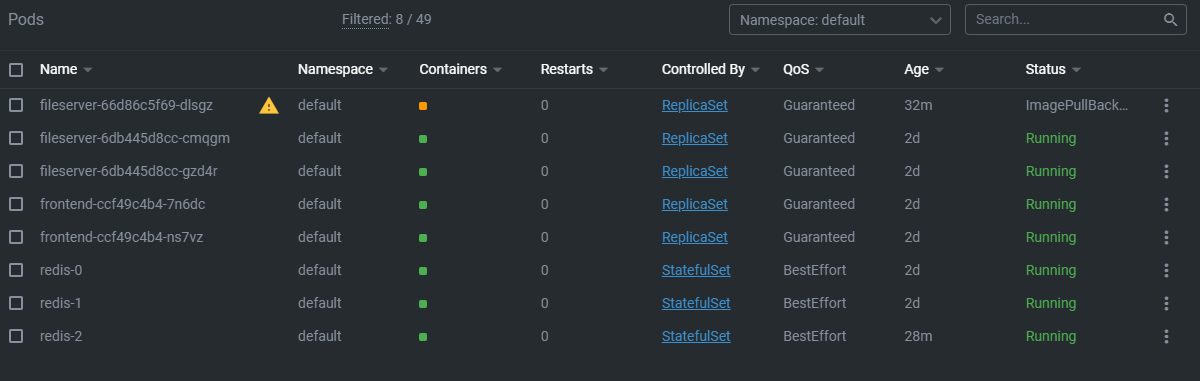 Pods Filtered: 8 / 49 Namespace: default Search...
Name Namespace Containers Restarts Controlled By QoS Age Status
fileserver-66d86c5f69-dlsgz default 0 ReplicaSet Guaranteed 32m ImagePullBack...
fileserver-6db445d8cc-cmqgm default 0 ReplicaSet Guaranteed 2d Running
fileserver-6db445d8cc-gzd4r default 0 ReplicaSet Guaranteed 2d Running
frontend-ccf49c4b4-7n6dc default 0 ReplicaSet Guaranteed 2d Running
frontend-ccf49c4b4-ns7vz default 0 ReplicaSet Guaranteed 2d Running
redis-0 default 0 StatefulSet BestEffort 2d Running
redis-1 default 0 StatefulSet BestEffort 2d Running
redis-2 default 0 StatefulSet BestEffort 28m Running